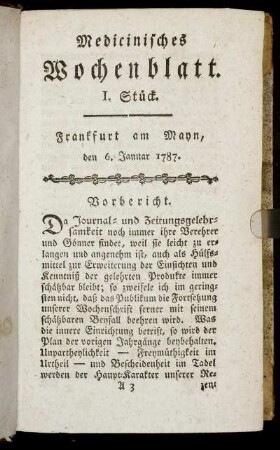 Medicinisches
Wochenblatt.
I. Stück.
Frankfurt am Mayn,
den 6. Januar 1787.
Vorbericht.
Da Journal- und Zeitungsgelehr-
samkeit noch immer ihre Verehrer
und Gönner findet, weil sie leicht zu er-
langen und angenehm ist, auch als Hülfs-
mittel zur Erweiterung der Einsichten und
Kenntniß der gelehrten Produkte immer
schäzbar bleibt; so zweifele ich im gering-
sten nicht, daß das Publikum die Fortsezung
unserer Wochenschrift ferner mit seinem
schäzbaren Beyfall beehren wird. Was
die innere Einrichtung betrift, so wird der
Plan der vorigen Jahrgänge beybehalten.
Unpartheylichkeit — Freymüthigkeit im
Urtheil — und Bescheidenheit im Tadel
werden der Haupt-Karakter unserer Re-
A 3 zen-